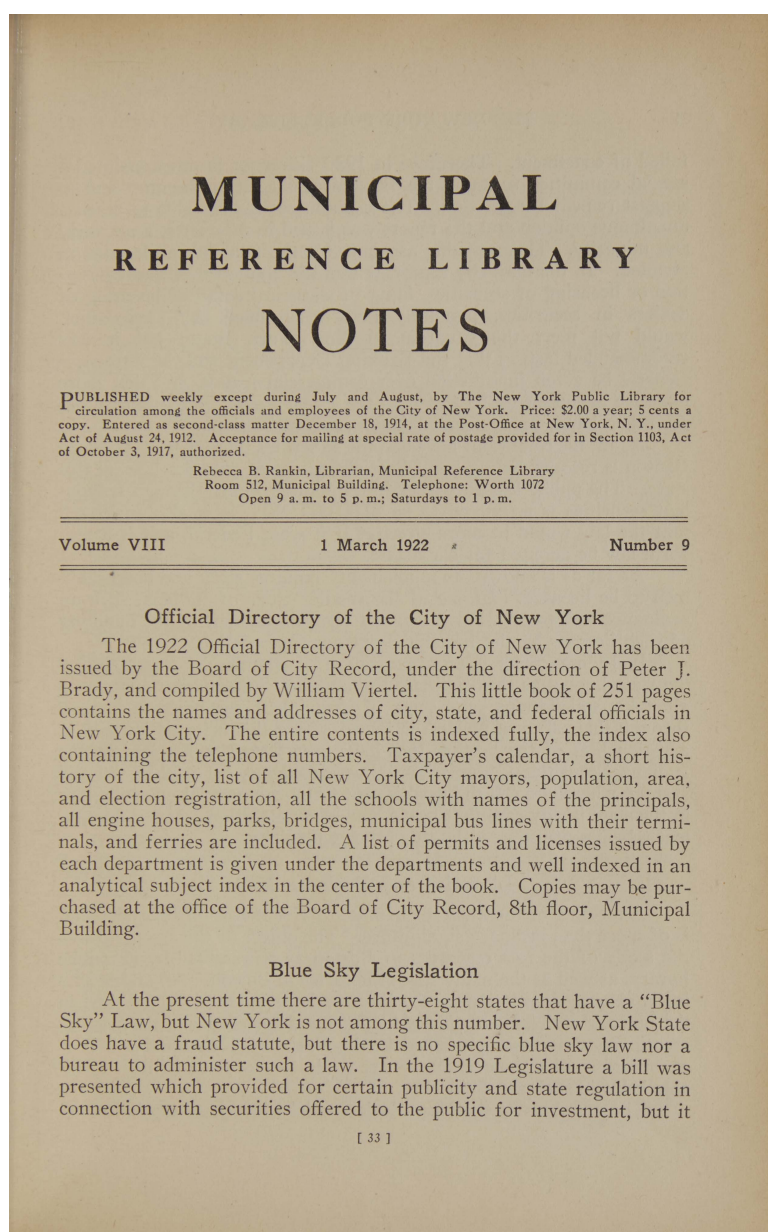 MUNICIPAL
REFERENCE LIBRARY
NOTES
PUBLISHED weekly except during July and August, by The New York Public Library for
circulation among the officials and employees of the City of New York. Price: $2.00 a year; 5 cents a
copy. Entered as second-class matter December 18, 1914, at the Post-Office at New York, N. Y., under
Act of August 24, 1912. Acceptance for mailing at special rate of postage provided for in Section 1103, Act
of October 3, 1917, authorized.
Rebecca B. Rankin, Librarian, Municipal Reference Library
Room 512, Municipal Building. Telephone: Worth 1072
Open 9 a. m. to 5 p. m.; Saturdays to 1 p. m.
Volume VIII 1 March 1922 Number 9
Official Directory of the City of New York
The 1922 Official Directory of the City of New York has been
issued by the Board of City Record, under the direction of Peter J.
Brady, and compiled by William Viertel. This little book of 251 pages
contains the names and addresses of city, state, and federal officials in
New York City. The entire contents is indexed fully, the index also
containing the telephone numbers. Taxpayer's calendar, a short his-
tory of the city, list of all New York City mayors, population, area,
and election registration, all the schools with names of the principals,
all engine houses, parks, bridges, municipal bus lines with their termi-
nals, and ferries are included. A list of permits and licenses issued by
each department is given under the departments and well indexed in an
analytical subject index in the center of the book. Copies may be pur-
chased at the office of the Board of City Record, 8th floor, Municipal
Building.
Blue Sky Legislation
At the present time there are thirty-eight states that have a "Blue
Sky" Law, but New York is not among this number. New York State
does have a fraud statute, but there is no specific blue sky law nor a
bureau to administer such a law. In the 1919 Legislature a bill was
presented which provided for certain publicity and state regulation in
connection with securities offered to the public for investment, but it
[ 33 ]